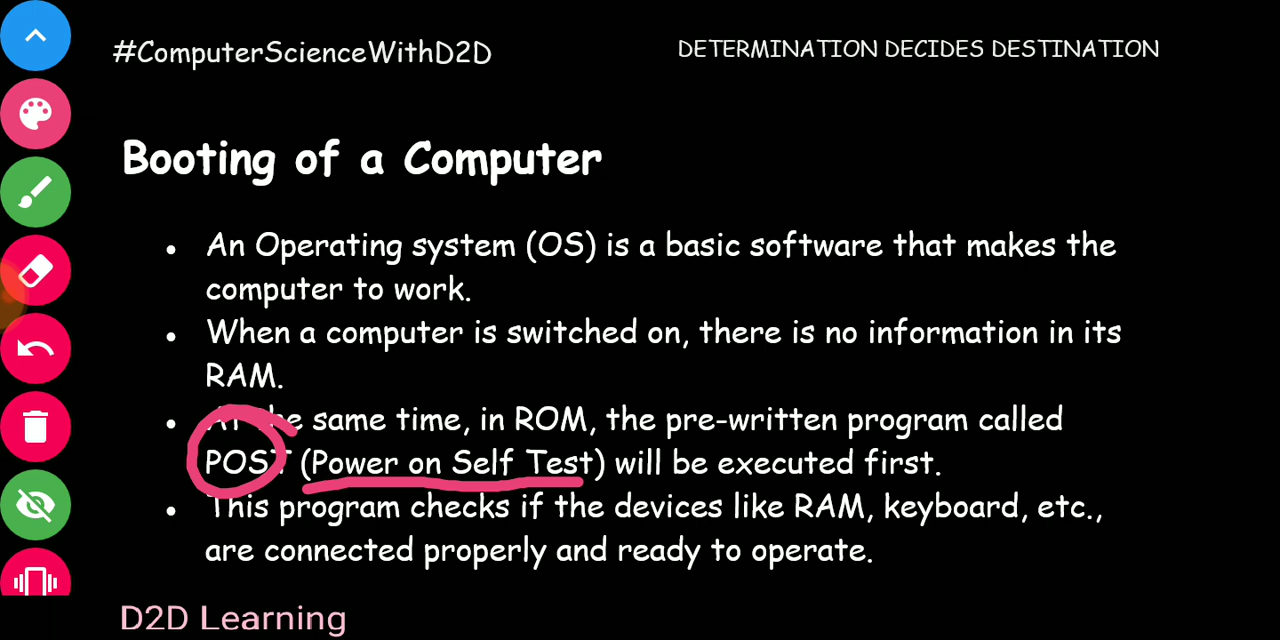 #ComputerScienceWithD2D
DETERMINATION DECIDES DESTINATION
Booting of a Computer
• An Operating system (OS) is a basic software that makes the
computer to work.
• When a computer is switched on, there is no information in its
RAM.
• At the same time, in ROM, the pre-written program called
POST (Power on Self Test) will be executed first.
• This program checks if the devices like RAM, keyboard, etc.,
are connected properly and ready to operate.
D2D Learning